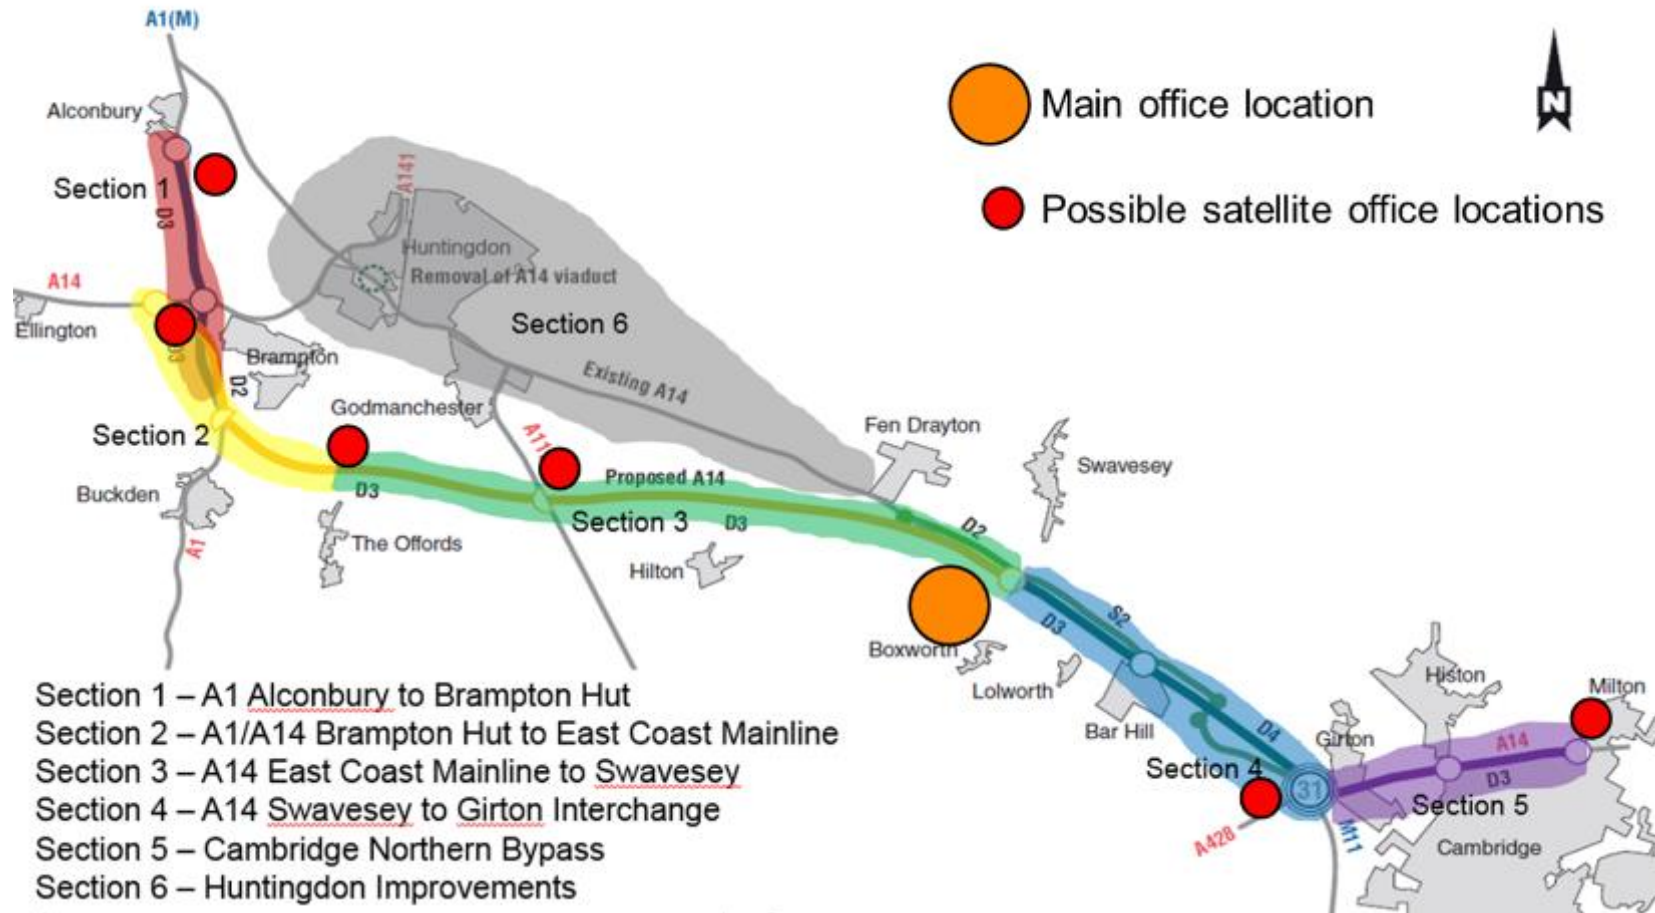 A1(M)
Alconbury
Main office location
N
A141
Section 1
D3
Possible satellite office locations
Huntingdon
Removal of A14 viaduct
A14
Ellington
Section 6
D3
Brampton
D2
Existing A14
Godmanchester
Fen Drayton
Section 2
Swavesey
Proposed A14
Buckden
D3
Section 3
D3
D2
A1
The Offords
Hilton
S2
D3
Boxworth
Lolworth
Histon
Milton
Bar Hill
D4
Girton
A14
Section 4
D3
31
Section 5
A428
M11
Cambridge
Section 1 – A1 Alconbury to Brampton Hut
Section 2 – A1/A14 Brampton Hut to East Coast Mainline
Section 3 – A14 East Coast Mainline to Swavesey
Section 4 – A14 Swavesey to Girton Interchange
Section 5 – Cambridge Northern Bypass
Section 6 – Huntingdon Improvements